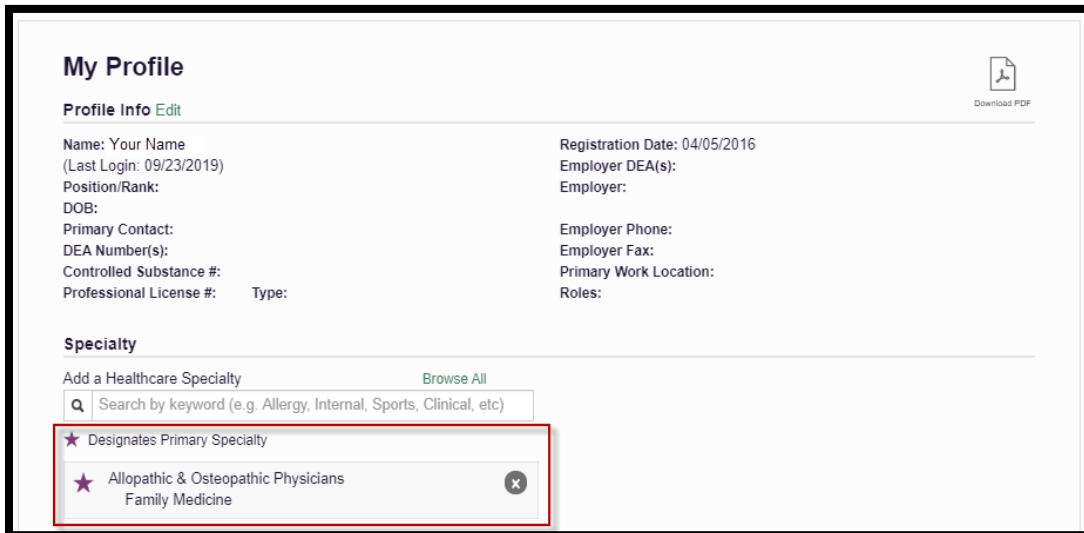 My Profile
Download PDF
Profile Info Edit
Name: Your Name
(Last Login: 09/23/2019)
Position/Rank:
DOB:
Primary Contact:
DEA Number(s):
Controlled Substance #:
Professional License #: Type:
Registration Date: 04/05/2016
Employer DEA(s):
Employer:
Employer Phone:
Employer Fax:
Primary Work Location:
Roles:
Specialty
Add a Healthcare Specialty Browse All
Search by keyword (e.g. Allergy, Internal, Sports, Clinical, etc)
Designates Primary Specialty
Allopathic & Osteopathic Physicians
Family Medicine